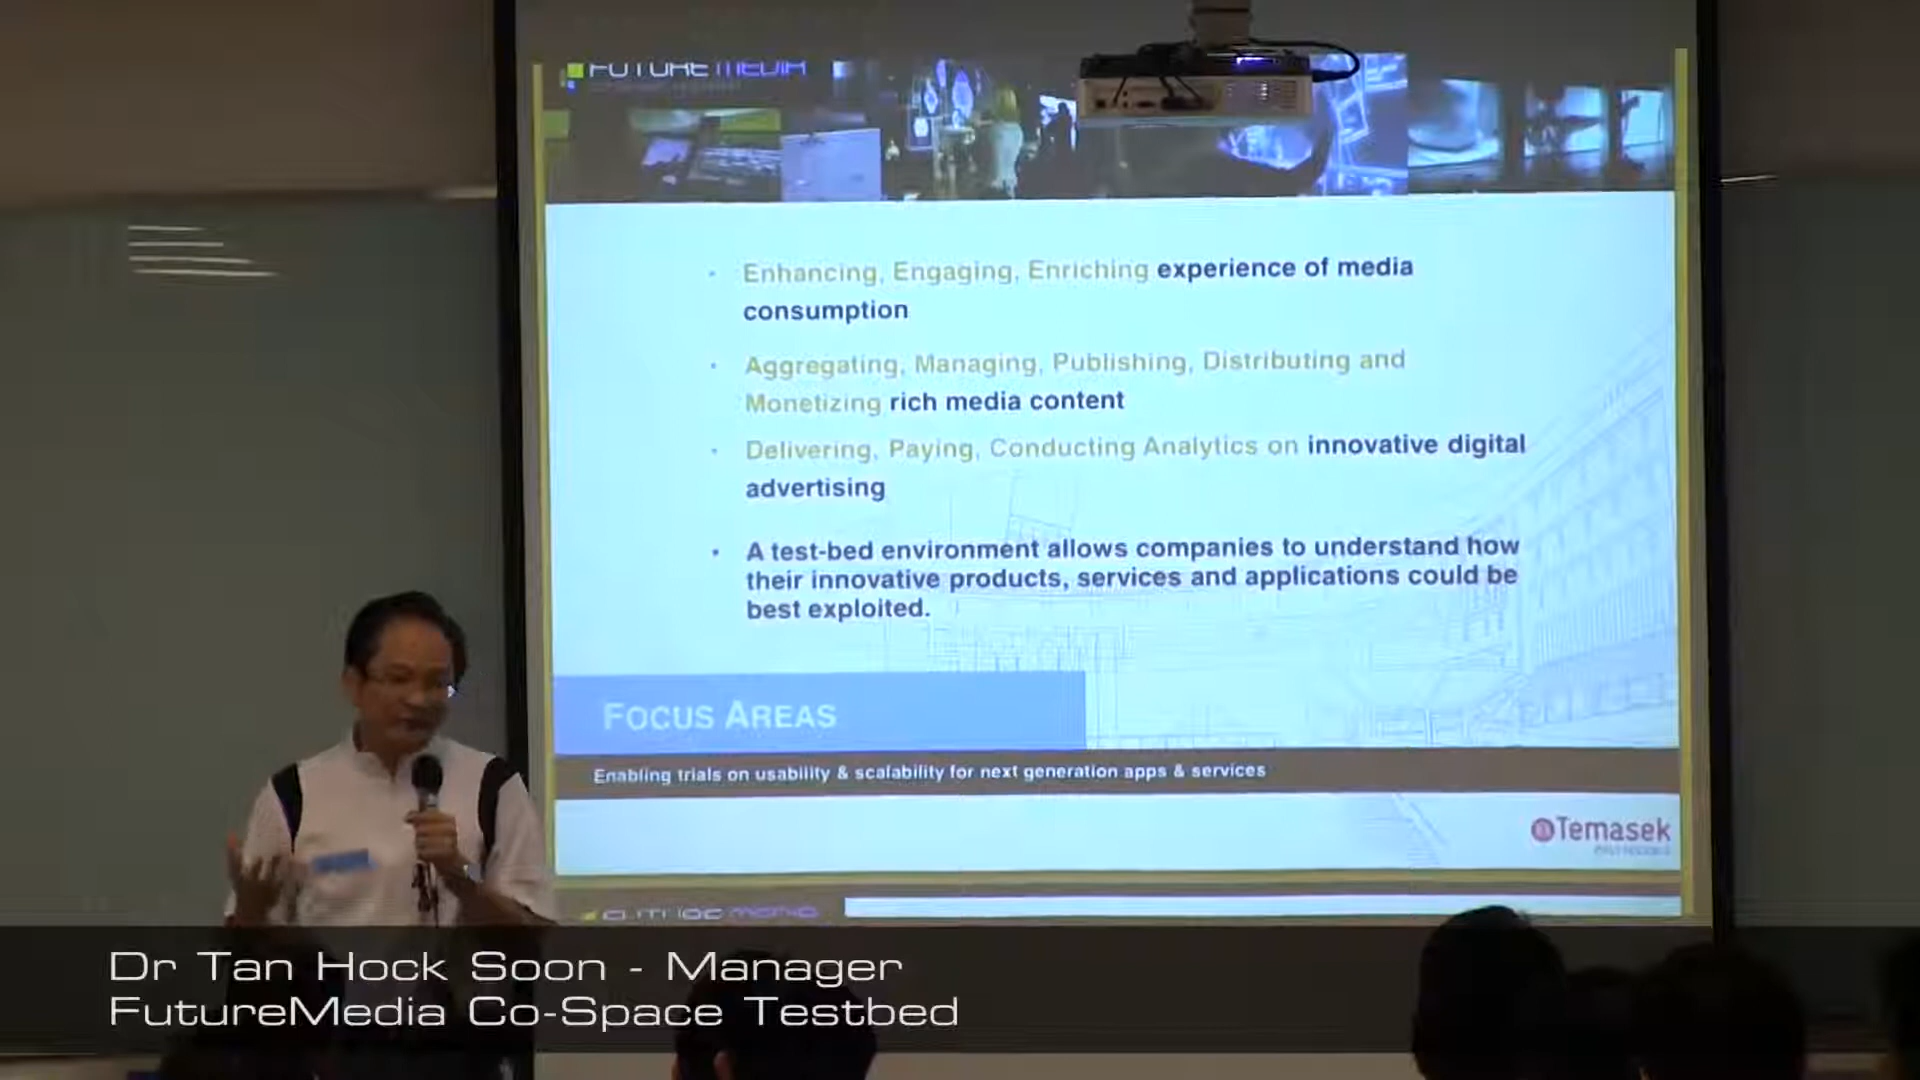 FUTUREMEDIA
• Enhancing, Engaging, Enriching experience of media
consumption
• Aggregating, Managing, Publishing, Distributing and
Monetizing rich media content
• Delivering, Paying, Conducting Analytics on innovative digital
advertising
• A test-bed environment allows companies to understand how
their innovative products, services and applications could be
best exploited.
FOCUS AREAS
Enabling trials on usability & scalability for next generation apps & services
Temasek
POLYTECHNIC
Dr Tan Hock Soon - Manager
FutureMedia Co-Space Testbed